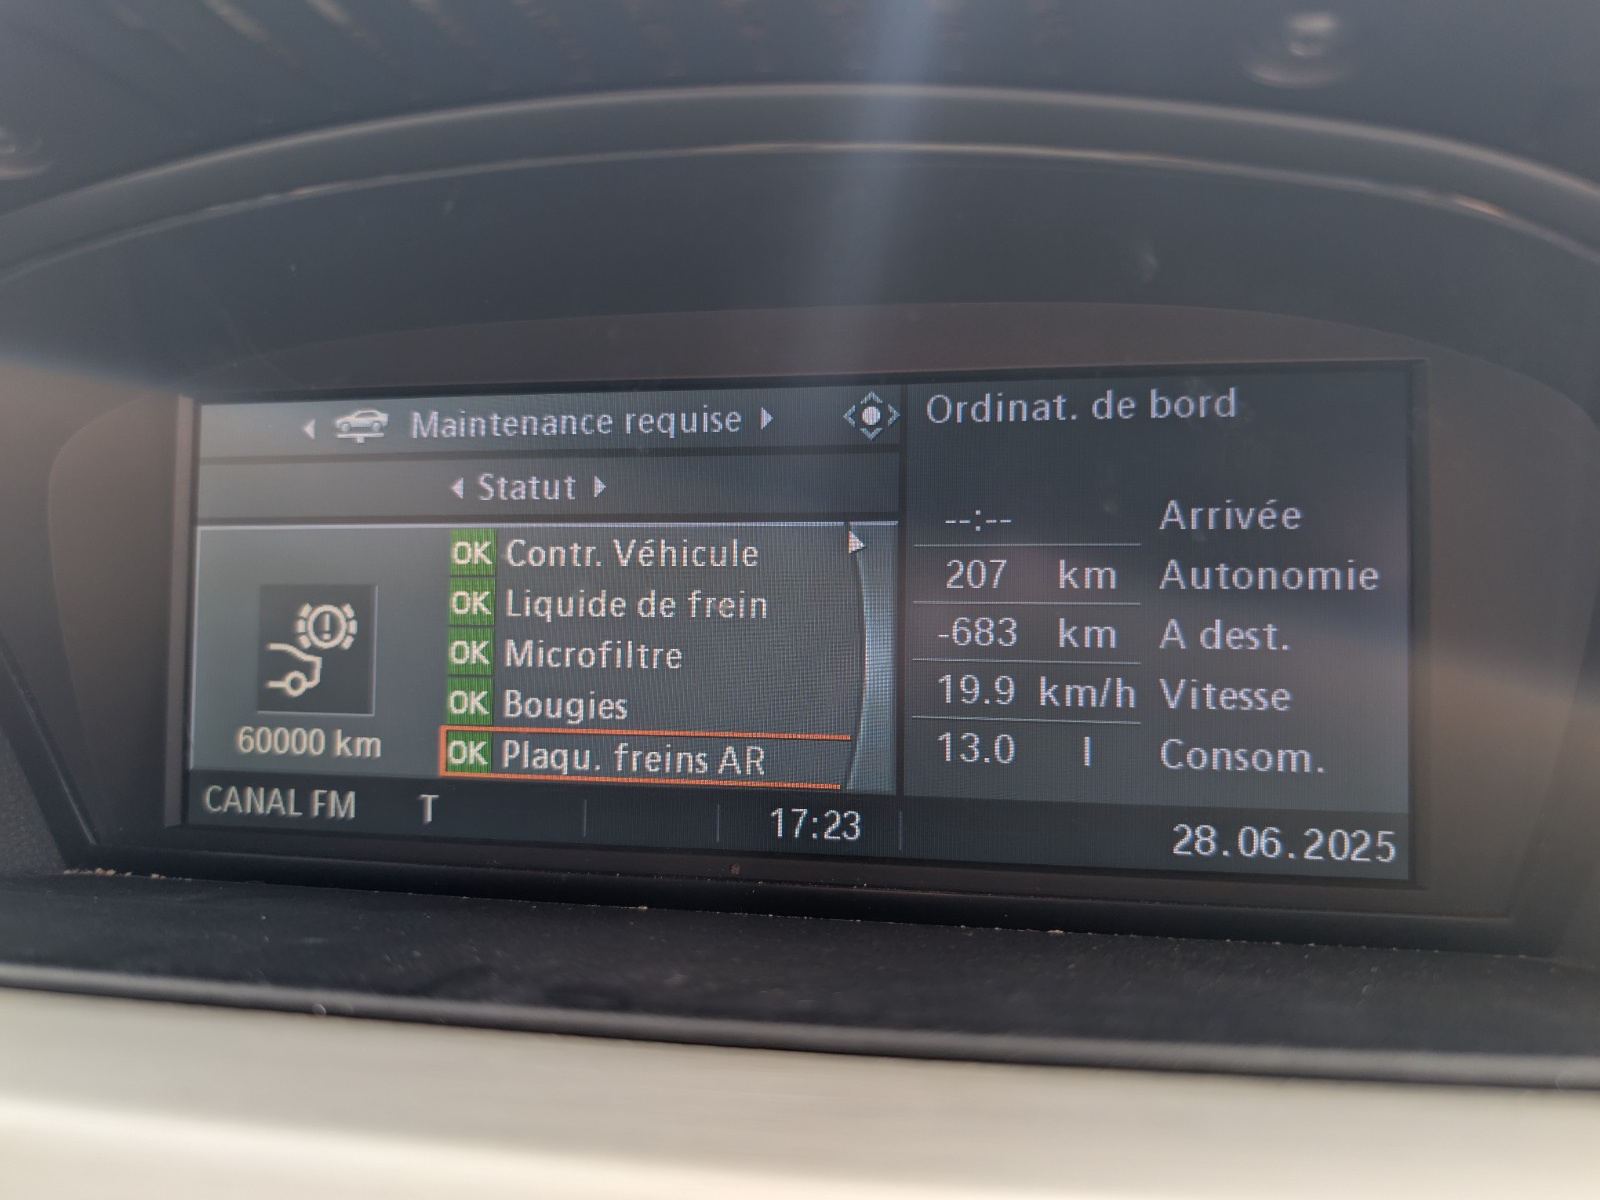 Maintenance requise
Statut
OK Contr. Véhicule
OK Liquide de frein
OK Microfiltre
OK Bougies
OK Plaqu. freins AR
60000 km
Ordinat. de bord
--:-- Arrivée
207 km Autonomie
-683 km A dest.
19.9 km/h Vitesse
13.0 l Consom.
CANAL FM T 17:23 28.06.2025